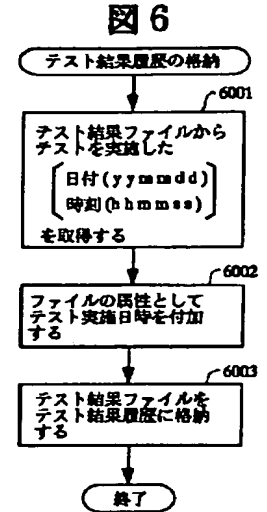 図6
テスト結果履歴の格納
6001
テスト結果ファイルから
テストを実施した
日付(yymmdd)
時刻(hhmmss)
を取得する
6002
ファイルの属性として
テスト実施日時を付加
する
6003
テスト結果ファイルを
テスト結果履歴に格納
する
終了